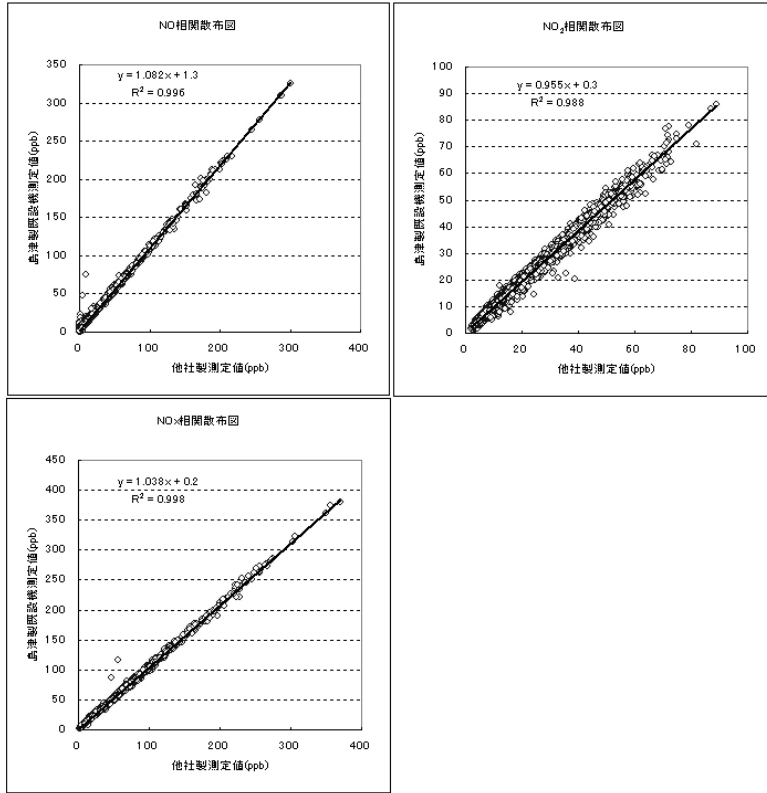 NO相関散布図
y = 1.082x + 1.3
R² = 0.996
島津製既設機測定値(ppb)
350
300
250
200
150
100
50
0
0 100 200 300 400
他社製測定値(ppb)
NO₂相関散布図
y = 0.955x + 0.3
R² = 0.988
島津製既設機測定値(ppb)
100
90
80
70
60
50
40
30
20
10
0
0 20 40 60 80 100
他社製測定値(ppb)
NOx相関散布図
y = 1.038x + 0.2
R² = 0.998
島津製既設機測定値(ppb)
450
400
350
300
250
200
150
100
50
0
0 100 200 300 400
他社製測定値(ppb)